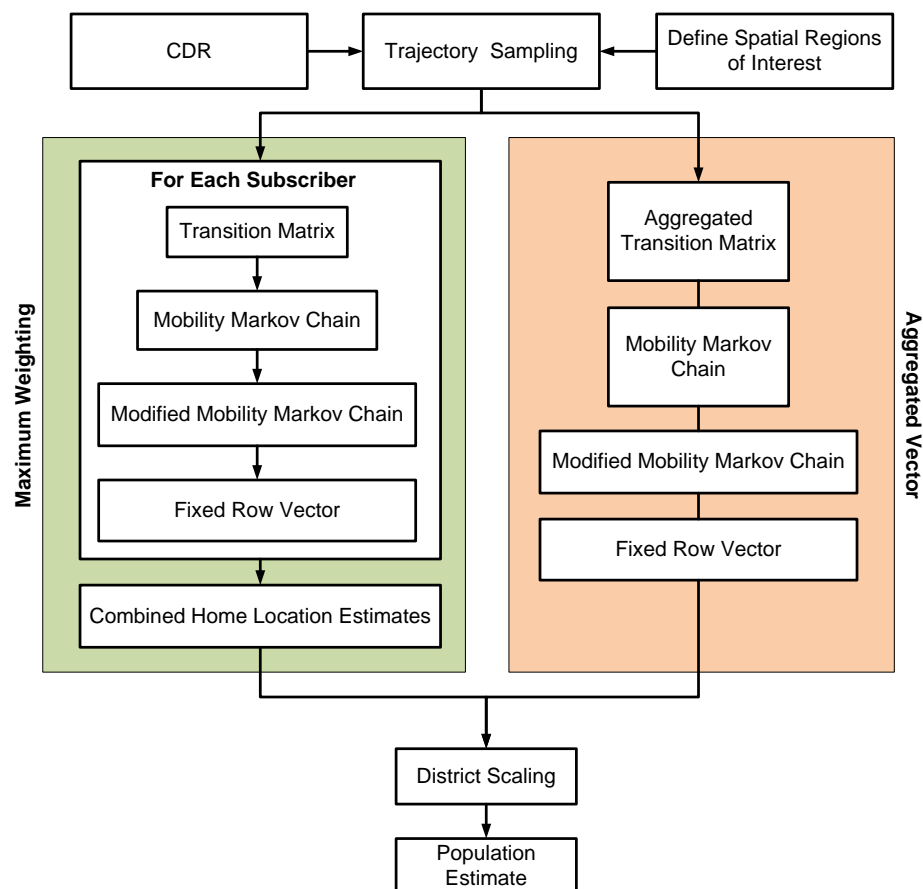 CDR
Trajectory Sampling
Define Spatial Regions
of Interest
Maximum Weighting
For Each Subscriber
Transition Matrix
Mobility Markov Chain
Modified Mobility Markov Chain
Fixed Row Vector
Combined Home Location Estimates
Aggregated
Transition Matrix
Mobility Markov
Chain
Modified Mobility Markov Chain
Fixed Row Vector
Aggregated Vector
District Scaling
Population
Estimate